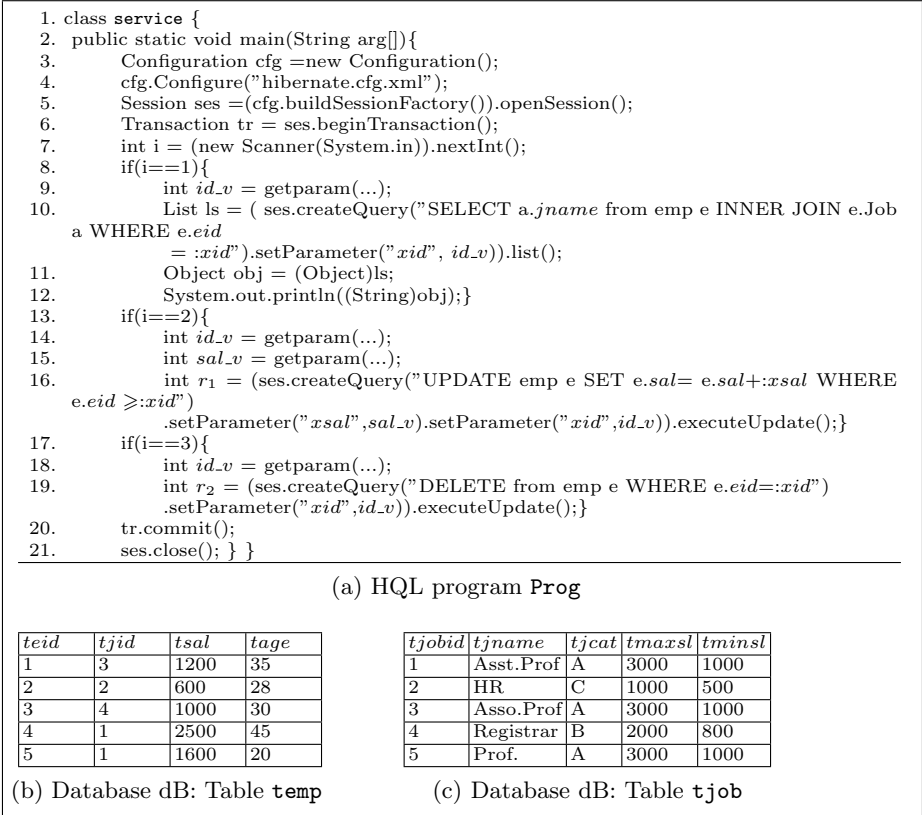 1. class service {
2. public static void main(String arg[]){
3. Configuration cfg =new Configuration();
4. cfg.Configure("hibernate.cfg.xml");
5. Session ses =(cfg.buildSessionFactory()).openSession();
6. Transaction tr = ses.beginTransaction();
7. int i = (new Scanner(System.in)).nextInt();
8. if(i==1){
9. int id_v = getparam(...);
10. List ls = ( ses.createQuery("SELECT a.jname from emp e INNER JOIN e.Job
a WHERE e.eid
= :xid").setParameter("xid", id_v)).list();
11. Object obj = (Object)ls;
12. System.out.println((String)obj);}
13. if(i==2){
14. int id_v = getparam(...);
15. int sal_v = getparam(...);
16. int r₁ = (ses.createQuery("UPDATE emp e SET e.sal= e.sal+:xsal WHERE
e.eid ⩾:xid")
.setParameter("xsal",sal_v).setParameter("xid",id_v)).executeUpdate();}
17. if(i==3){
18. int id_v = getparam(...);
19. int r₂ = (ses.createQuery("DELETE from emp e WHERE e.eid=:xid")
.setParameter("xid",id_v)).executeUpdate();}
20. tr.commit();
21. ses.close(); } }
(a) HQL program Prog
teid tjid tsal tage
1 3 1200 35
2 2 600 28
3 4 1000 30
4 1 2500 45
5 1 1600 20
(b) Database dB: Table temp
tjobid tjname tjcat tmaxsl tminsl
1 Asst.Prof A 3000 1000
2 HR C 1000 500
3 Asso.Prof A 3000 1000
4 Registrar B 2000 800
5 Prof. A 3000 1000
(c) Database dB: Table tjob